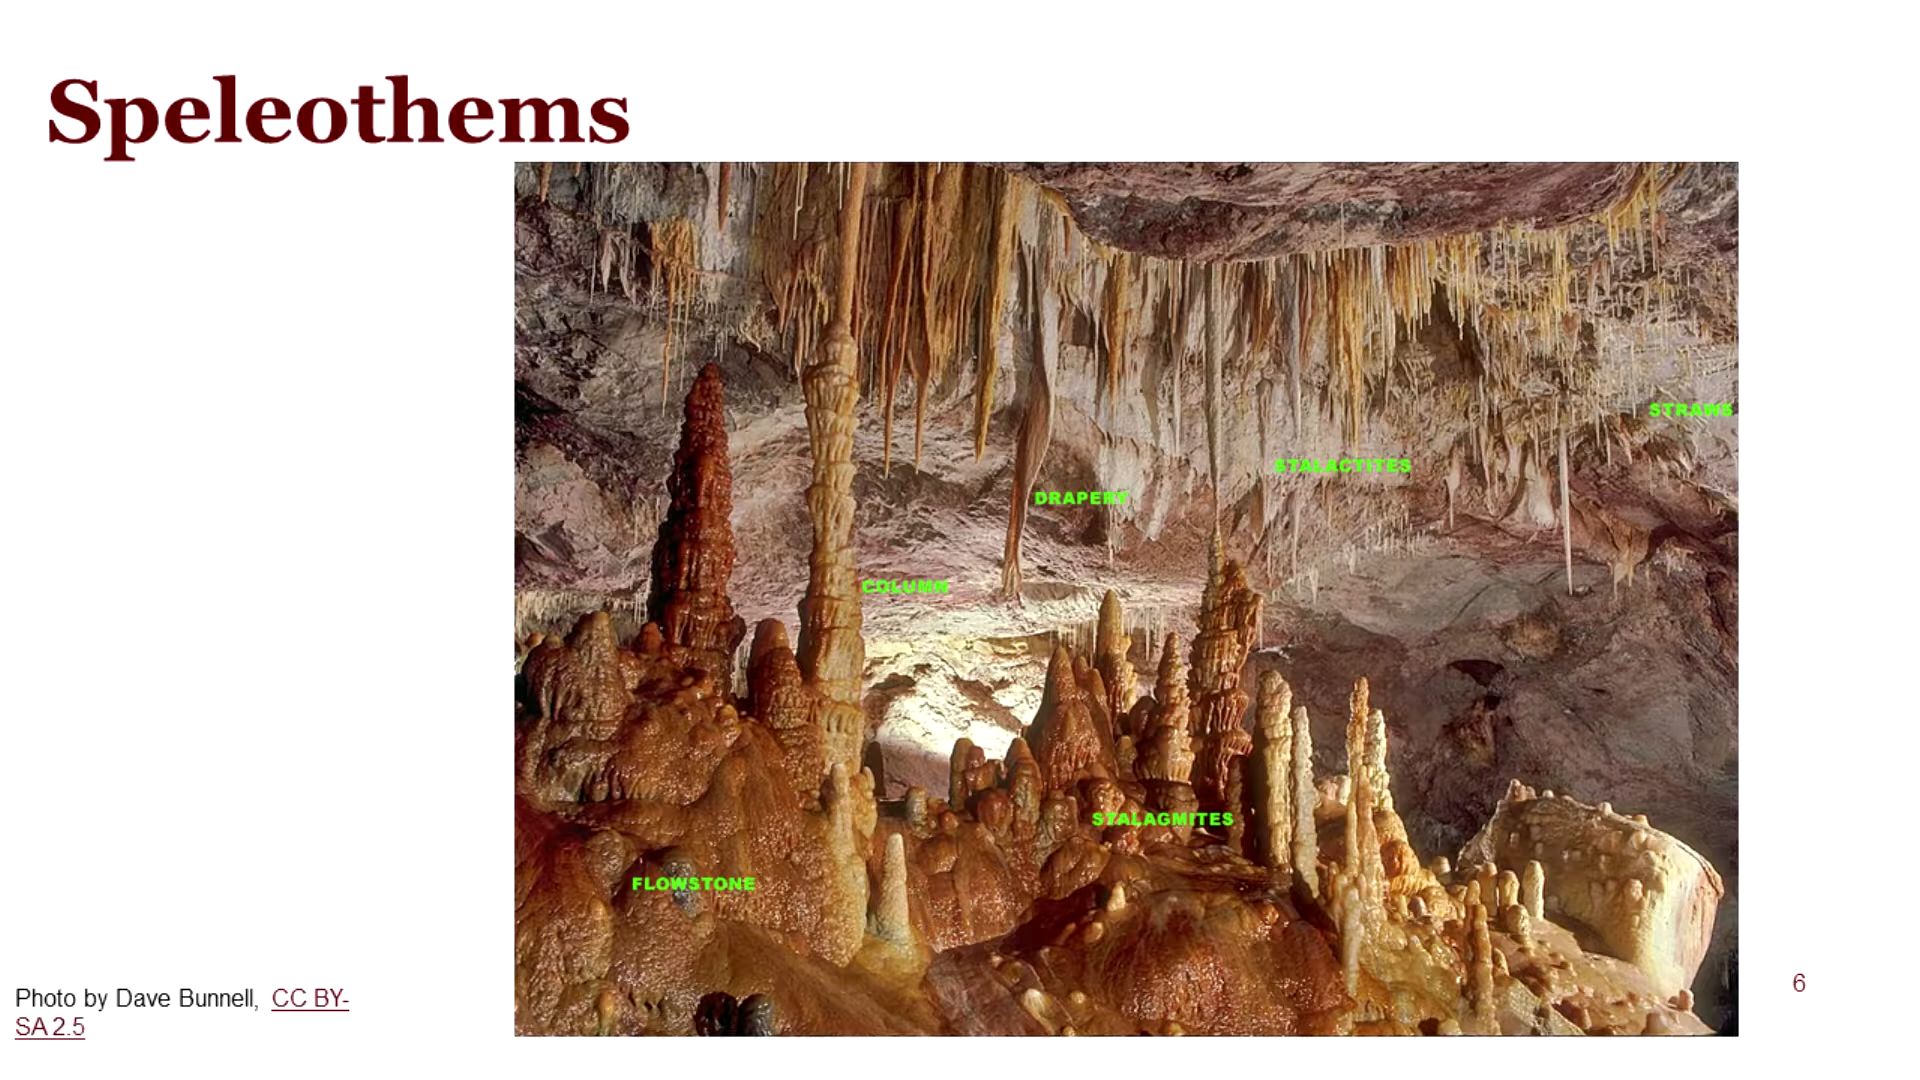 Speleothems
STRAWS
STALACTITES
DRAPERY
COLUMN
STALAGMITES
FLOWSTONE
6
Photo by Dave Bunnell, CC BY-
SA 2.5